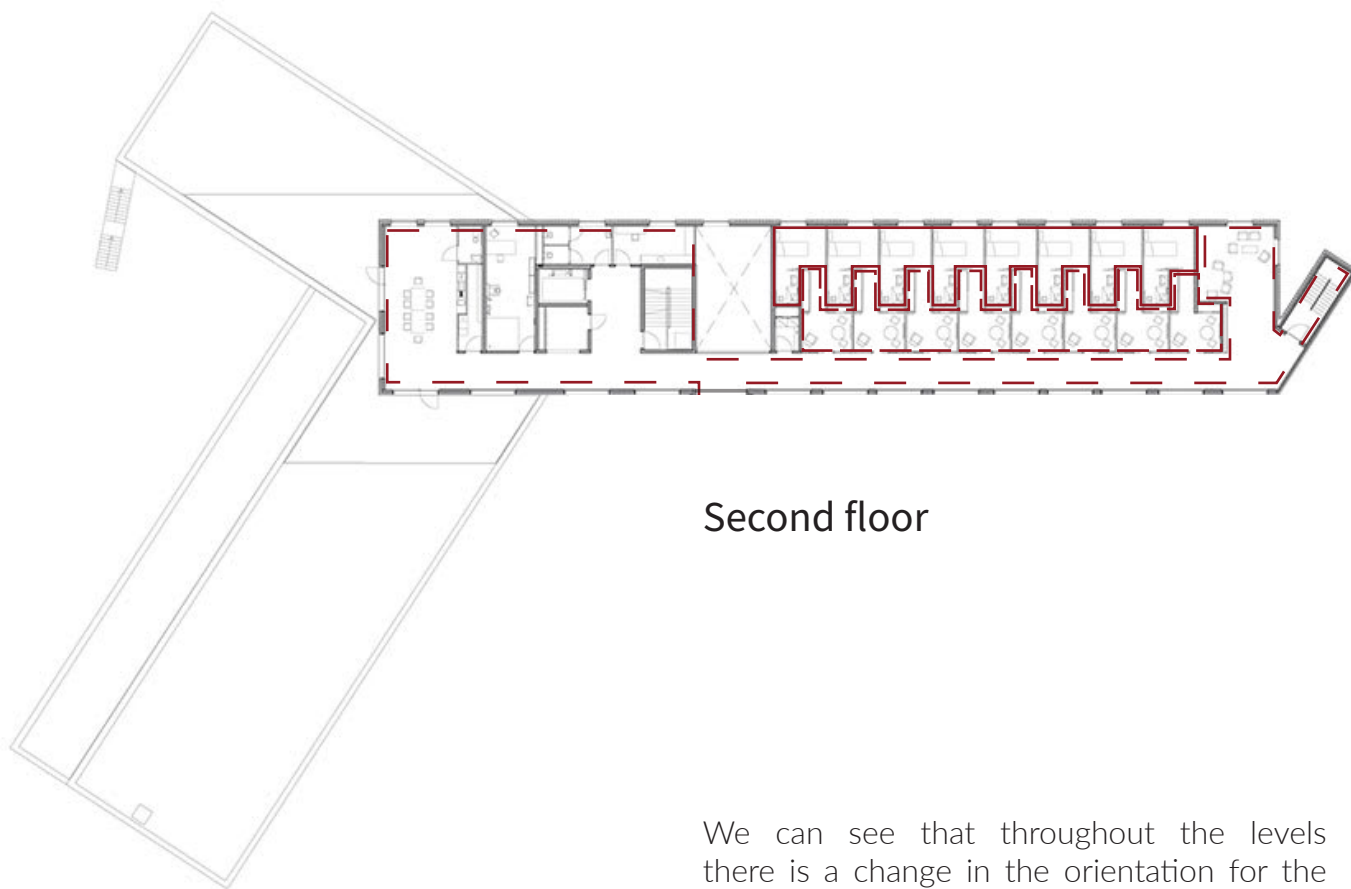 Second floor
We can see that throughout the levels
there is a change in the orientation for the